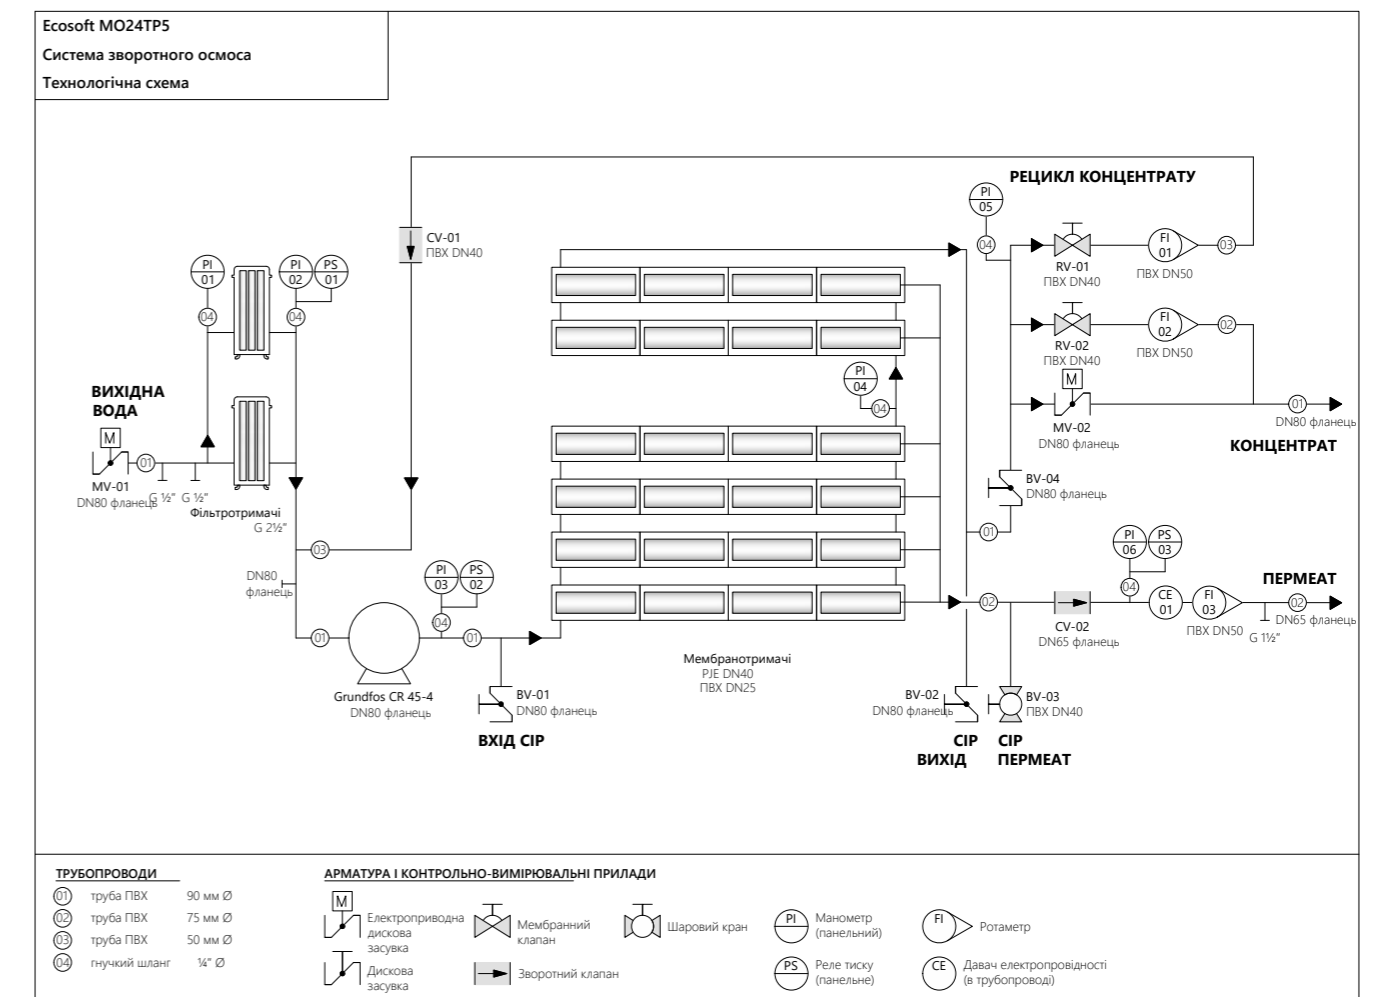 Ecosoft MO24TP5
Система зворотного осмоса
Технологічна схема
РЕЦИКЛ КОНЦЕНТРАТУ
PI
05
04
CV-01
ПВХ DN40
FI
01
03
RV-01
ПВХ DN40
ПВХ DN50
PI
01
PI
02
PS
01
04
04
FI
02
02
RV-02
ПВХ DN40
ПВХ DN50
PI
04
04
M
MV-02
DN80 фланець
01
DN80 фланець
КОНЦЕНТРАТ
ВИХІДНА
ВОДА
M
01
MV-01
DN80 фланець
G ½"
G ½"
Фільтротримачі
G 2½"
BV-04
DN80 фланець
01
03
DN80
фланець
PI
03
PS
02
04
01
01
Grundfos CR 45-4
DN80 фланець
Мембранотримачі
PJE DN40
ПВХ DN25
PI
06
PS
03
04
ПЕРМЕАТ
02
CV-02
DN65 фланець
CE
01
FI
03
ПВХ DN50
G 1½"
02
DN65 фланець
BV-01
DN80 фланець
ВХІД CIP
BV-02
DN80 фланець
CIP
ВИХІД
BV-03
ПВХ DN40
CIP
ПЕРМЕАТ
ТРУБОПРОВОДИ
01 труба ПВХ 90 мм Ø
02 труба ПВХ 75 мм Ø
03 труба ПВХ 50 мм Ø
04 гнучкий шланг ¼" Ø
АРМАТУРА І КОНТРОЛЬНО-ВИМІРЮВАЛЬНІ ПРИЛАДИ
M
Електроприводна
дискова
засувка
Дискова
засувка
Мембранний
клапан
Зворотний клапан
Шаровий кран
PI
Манометр
(панельний)
PS
Реле тиску
(панельне)
FI
Ротаметр
CE
Давач електропровідності
(в трубопроводі)